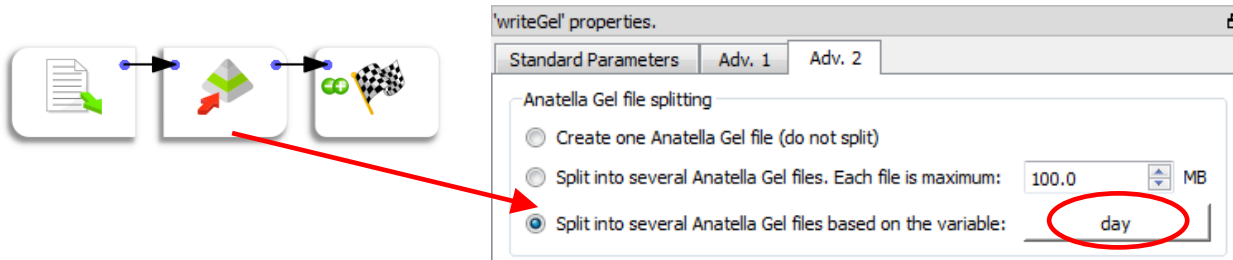 'writeGel' properties.
Standard Parameters Adv. 1 Adv. 2
Anatella Gel file splitting
Create one Anatella Gel file (do not split)
Split into several Anatella Gel files. Each file is maximum: 100.0 MB
Split into several Anatella Gel files based on the variable: day